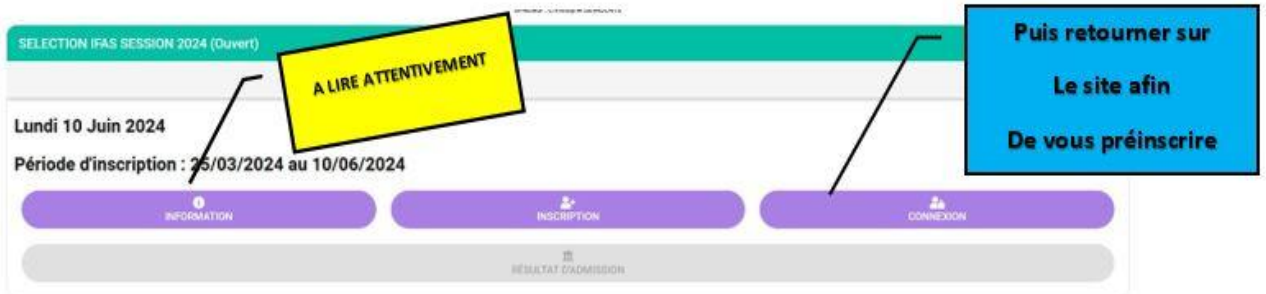 SELECTION IFAS SESSION 2024 (Ouvert)
A LIRE ATTENTIVEMENT
Puis retourner sur
Le site afin
De vous préinscrire
Lundi 10 Juin 2024
Période d'inscription : 25/03/2024 au 10/06/2024
INFORMATION
INSCRIPTION
CONNEXION
RÉSULTAT D'ADMISSION